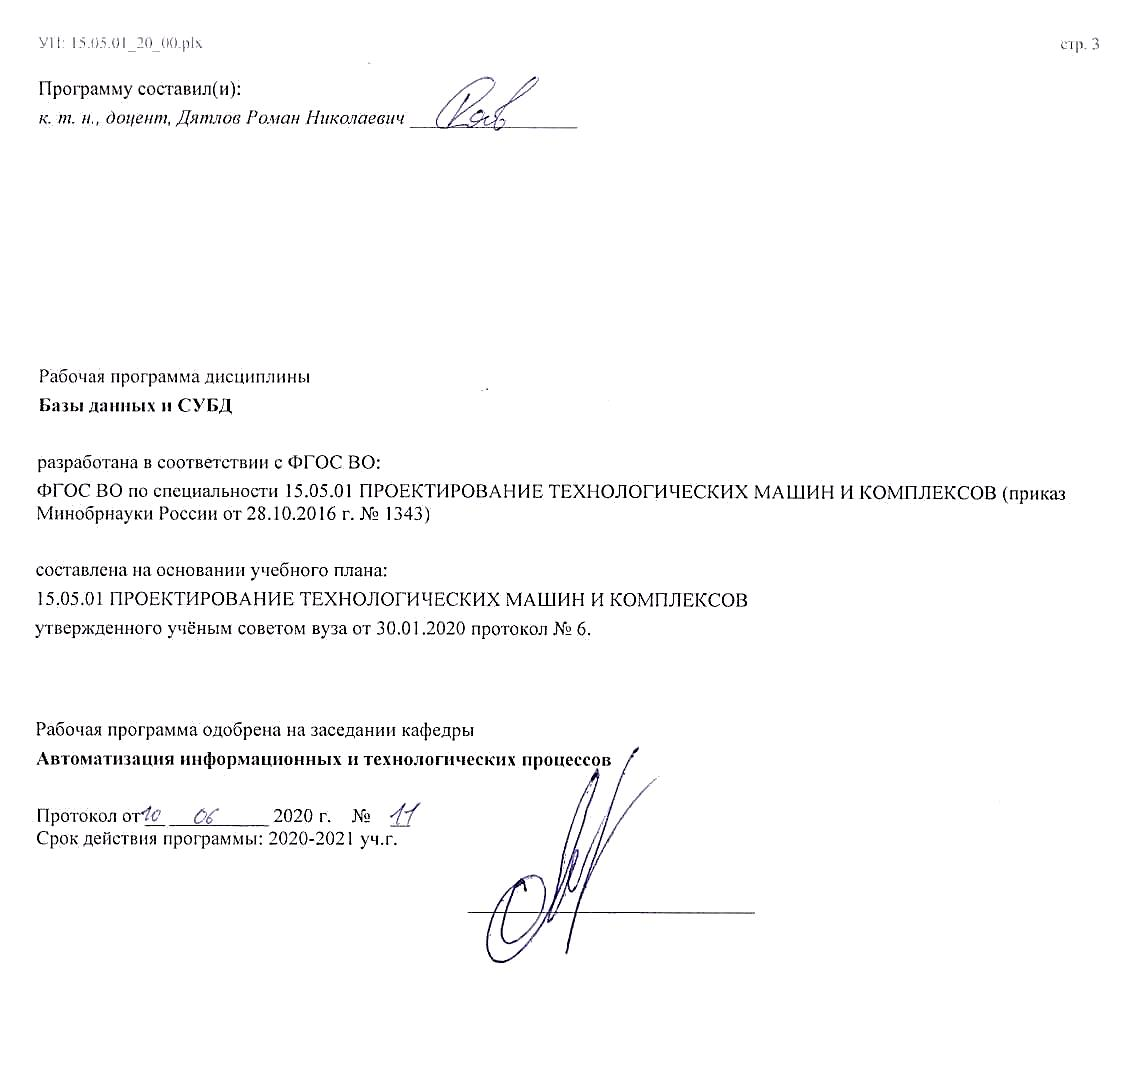 УП: 15.05.01_20_00.plx стр. 3
Программу составил(и):
к. т. н., доцент, Дятлов Роман Николаевич
Рабочая программа дисциплины
Базы данных и СУБД
разработана в соответствии с ФГОС ВО:
ФГОС ВО по специальности 15.05.01 ПРОЕКТИРОВАНИЕ ТЕХНОЛОГИЧЕСКИХ МАШИН И КОМПЛЕКСОВ (приказ
Минобрнауки России от 28.10.2016 г. № 1343)
составлена на основании учебного плана:
15.05.01 ПРОЕКТИРОВАНИЕ ТЕХНОЛОГИЧЕСКИХ МАШИН И КОМПЛЕКСОВ
утвержденного учёным советом вуза от 30.01.2020 протокол № 6.
Рабочая программа одобрена на заседании кафедры
Автоматизация информационных и технологических процессов
Протокол от 10 06 2020 г. № 11
Срок действия программы: 2020-2021 уч.г.